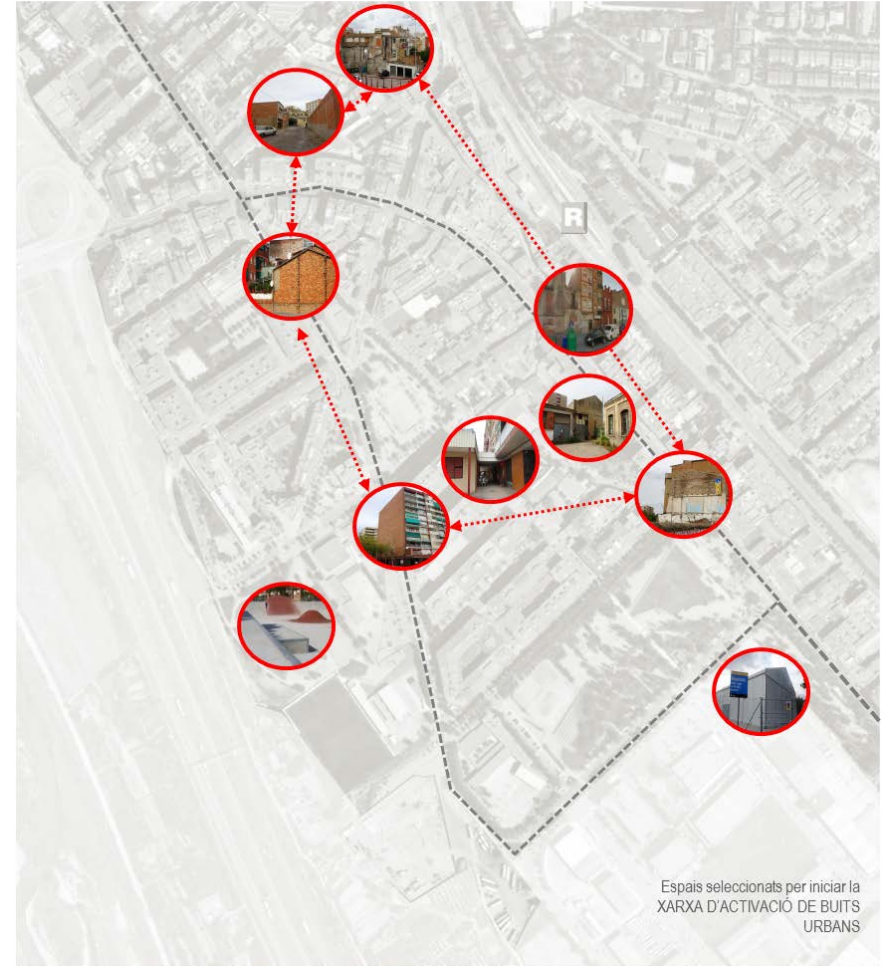 R
Espais seleccionats per iniciar la
XARXA D'ACTIVACIÓ DE BUITS
URBANS